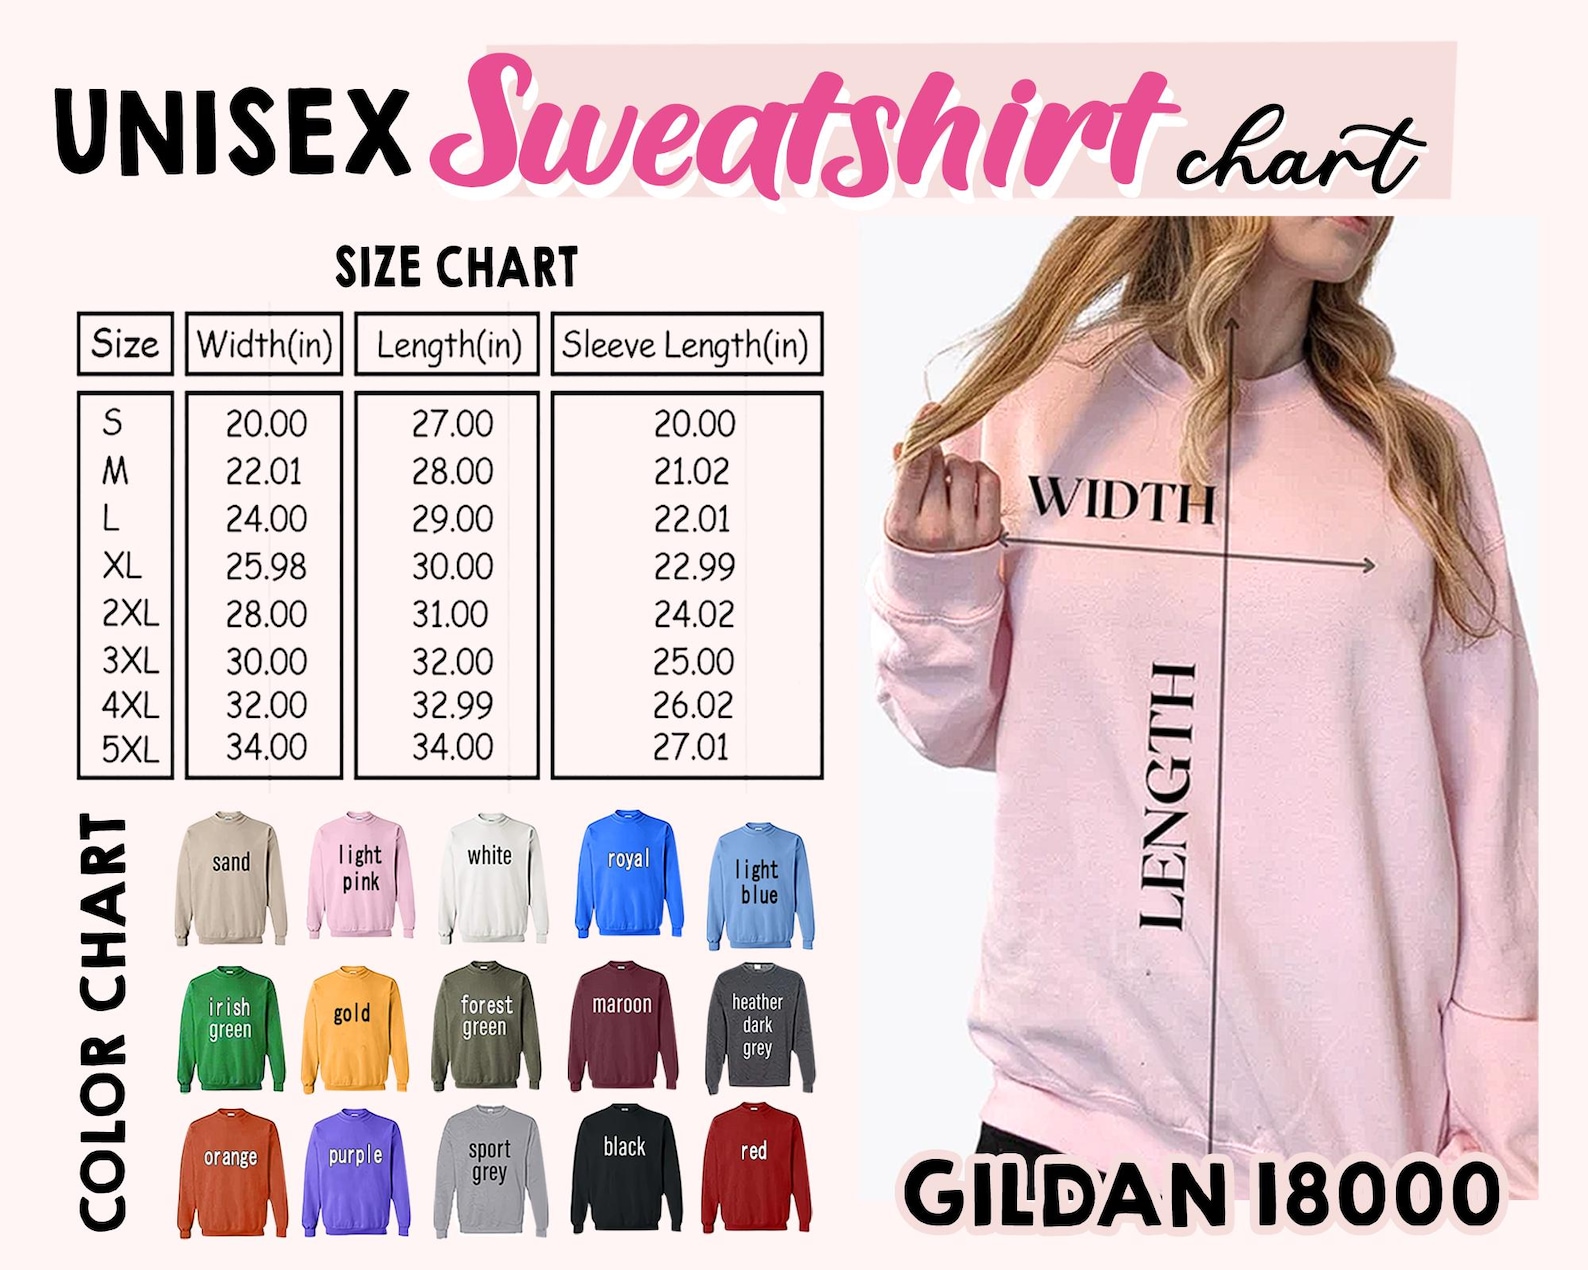 UNISEX Sweatshirt chart
SIZE CHART
Size Width(in) Length(in) Sleeve Length(in)
S 20.00 27.00 20.00
M 22.01 28.00 21.02
L 24.00 29.00 22.01
XL 25.98 30.00 22.99
2XL 28.00 31.00 24.02
3XL 30.00 32.00 25.00
4XL 32.00 32.99 26.02
5XL 34.00 34.00 27.01
WIDTH
LENGTH
COLOR CHART
sand
light
pink
white
royal
light
blue
irish
green
gold
forest
green
maroon
heather
dark
grey
orange
purple
sport
grey
black
red
GILDAN 18000